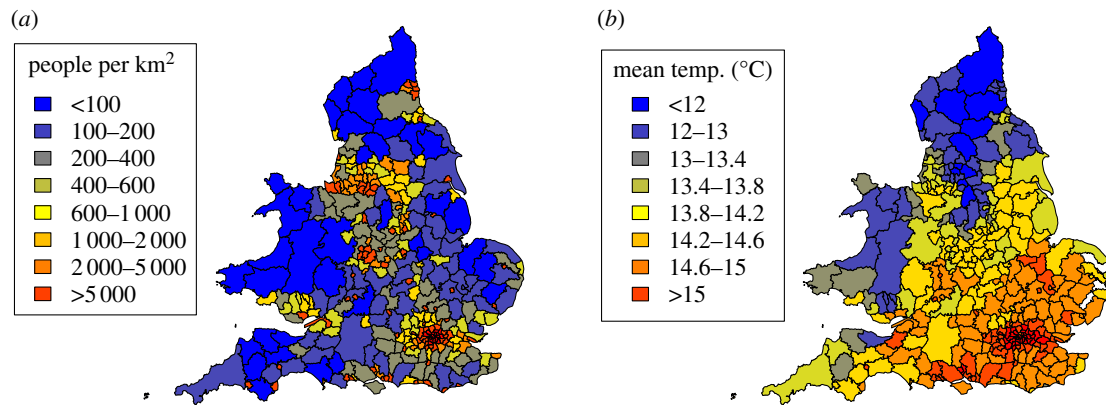 (a)
people per km²
<100
100–200
200–400
400–600
600–1 000
1 000–2 000
2 000–5 000
>5 000
(b)
mean temp. (°C)
<12
12–13
13–13.4
13.4–13.8
13.8–14.2
14.2–14.6
14.6–15
>15